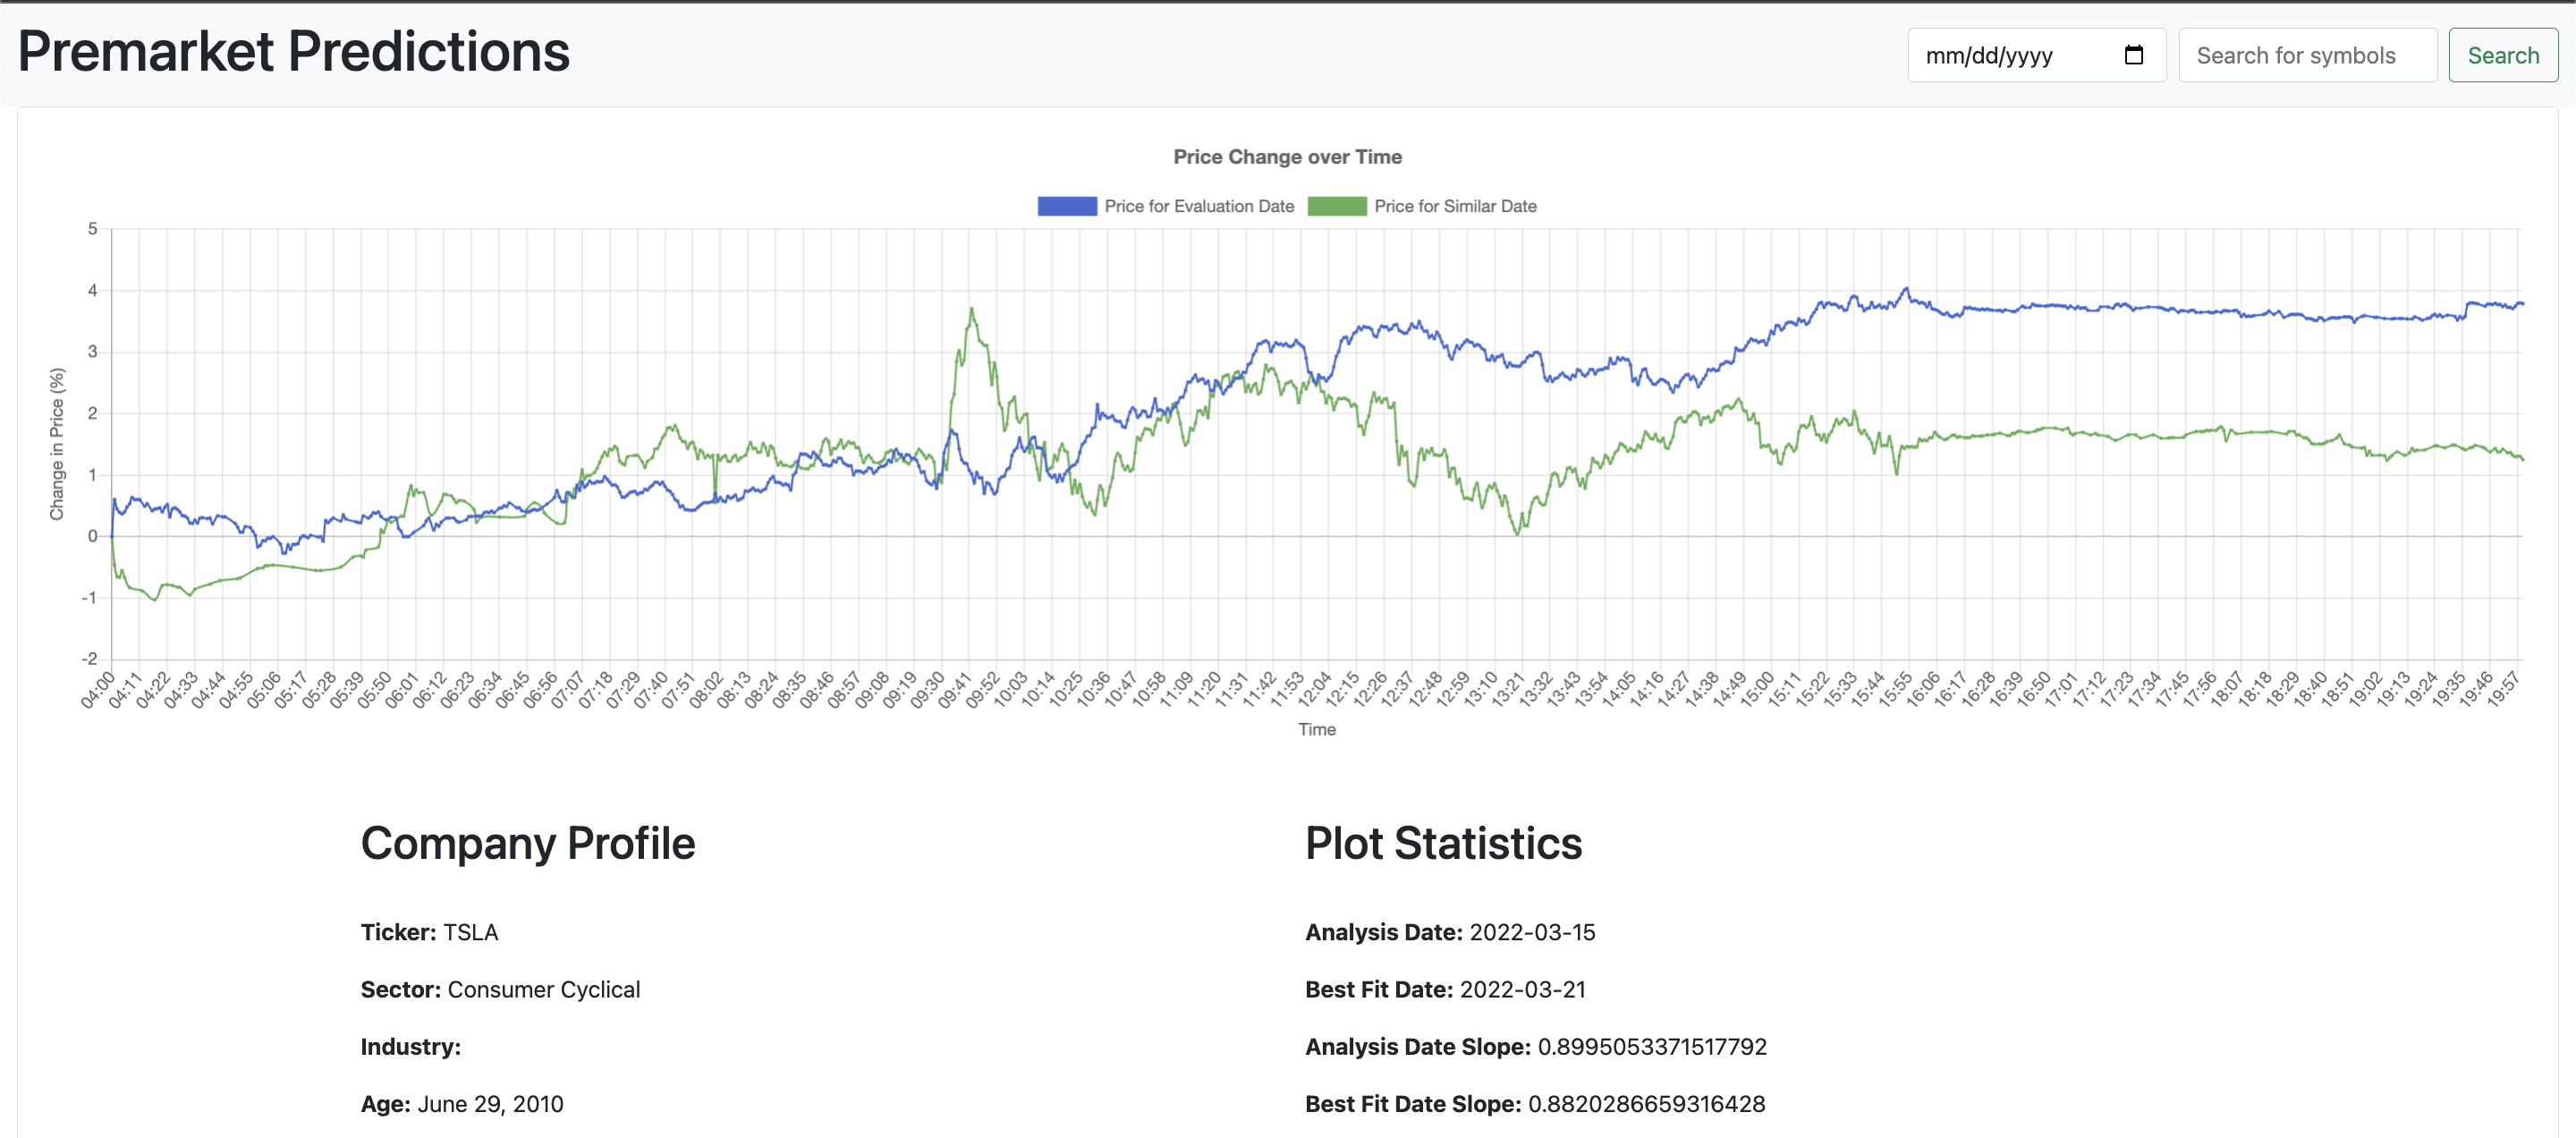 Premarket Predictions
mm/dd/yyyy
Search for symbols
Search
Price Change over Time
Price for Evaluation Date
Price for Similar Date
Change in Price (%)
5
4
3
2
1
0
-1
-2
04:00 04:11 04:22 04:33 04:44 04:55 05:06 05:17 05:28 05:39 05:50 06:01 06:12 06:23 06:34 06:45 06:56 07:07 07:18 07:29 07:40 07:51 08:02 08:13 08:24 08:35 08:46 08:57 09:08 09:19 09:30 09:41 09:52 10:03 10:14 10:25 10:36 10:47 10:58 11:09 11:20 11:31 11:42 11:53 12:04 12:15 12:26 12:37 12:48 12:59 13:10 13:21 13:32 13:43 13:54 14:05 14:16 14:27 14:38 14:49 15:00 15:11 15:22 15:33 15:44 15:55 16:06 16:17 16:28 16:39 16:50 17:01 17:12 17:23 17:34 17:45 17:56 18:07 18:18 18:29 18:40 18:51 19:02 19:13 19:24 19:35 19:46 19:57
Time
Company Profile
Ticker: TSLA
Sector: Consumer Cyclical
Industry:
Age: June 29, 2010
Plot Statistics
Analysis Date: 2022-03-15
Best Fit Date: 2022-03-21
Analysis Date Slope: 0.8995053371517792
Best Fit Date Slope: 0.8820286659316428